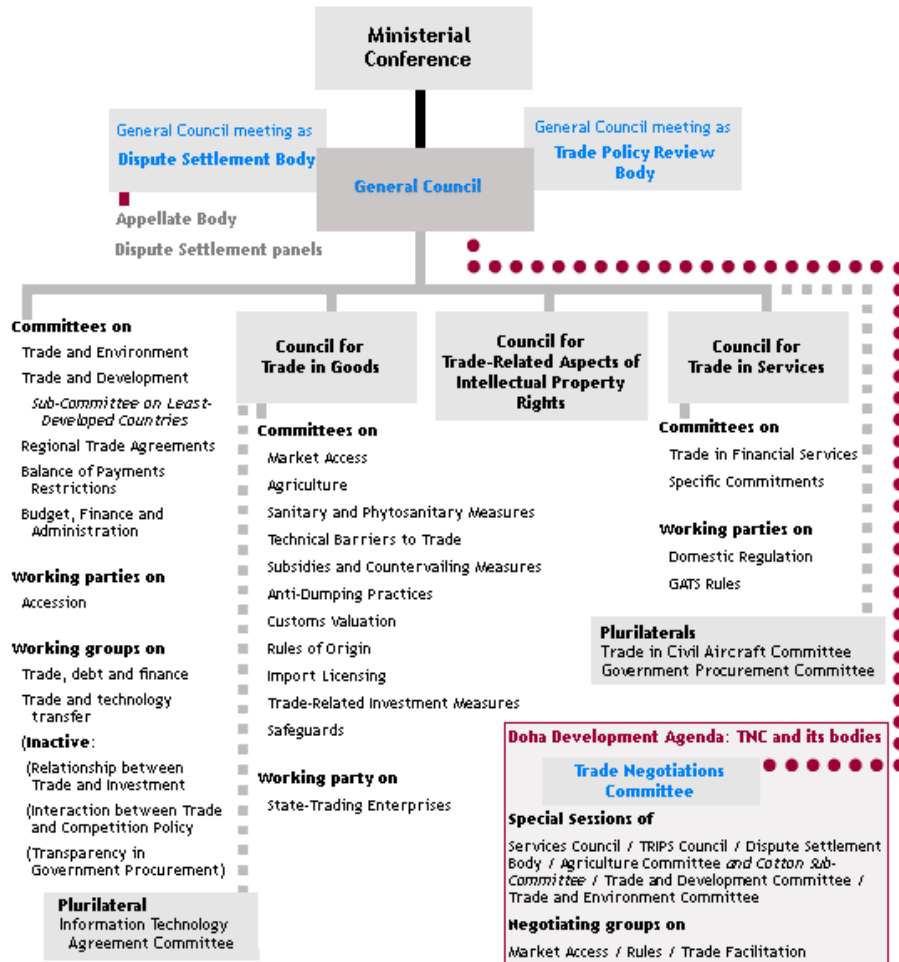 Ministerial
Conference
General Council meeting as
Dispute Settlement Body
General Council meeting as
Trade Policy Review
Body
General Council
Appellate Body
Dispute Settlement panels
Committees on
Trade and Environment
Trade and Development
Sub-Committee on Least-
Developed Countries
Regional Trade Agreements
Balance of Payments
Restrictions
Budget, Finance and
Administration
Working parties on
Accession
Working groups on
Trade, debt and finance
Trade and technology
transfer
(Inactive:
(Relationship between
Trade and Investment
(Interaction between Trade
and Competition Policy
(Transparency in
Government Procurement)
Plurilateral
Information Technology
Agreement Committee
Council for
Trade in Goods
Committees on
Market Access
Agriculture
Sanitary and Phytosanitary Measures
Technical Barriers to Trade
Subsidies and Countervailing Measures
Anti-Dumping Practices
Customs Valuation
Rules of Origin
Import Licensing
Trade-Related Investment Measures
Safeguards
Working party on
State-Trading Enterprises
Council for
Trade-Related Aspects of
Intellectual Property
Rights
Council for
Trade in Services
Committees on
Trade in Financial Services
Specific Commitments
Working parties on
Domestic Regulation
GATS Rules
Plurilaterals
Trade in Civil Aircraft Committee
Government Procurement Committee
Doha Development Agenda: TNC and its bodies
Trade Negotiations
Committee
Special Sessions of
Services Council / TRIPS Council / Dispute Settlement
Body / Agriculture Committee and Cotton Sub-
Committee / Trade and Development Committee /
Trade and Environment Committee
Negotiating groups on
Market Access / Rules / Trade Facilitation